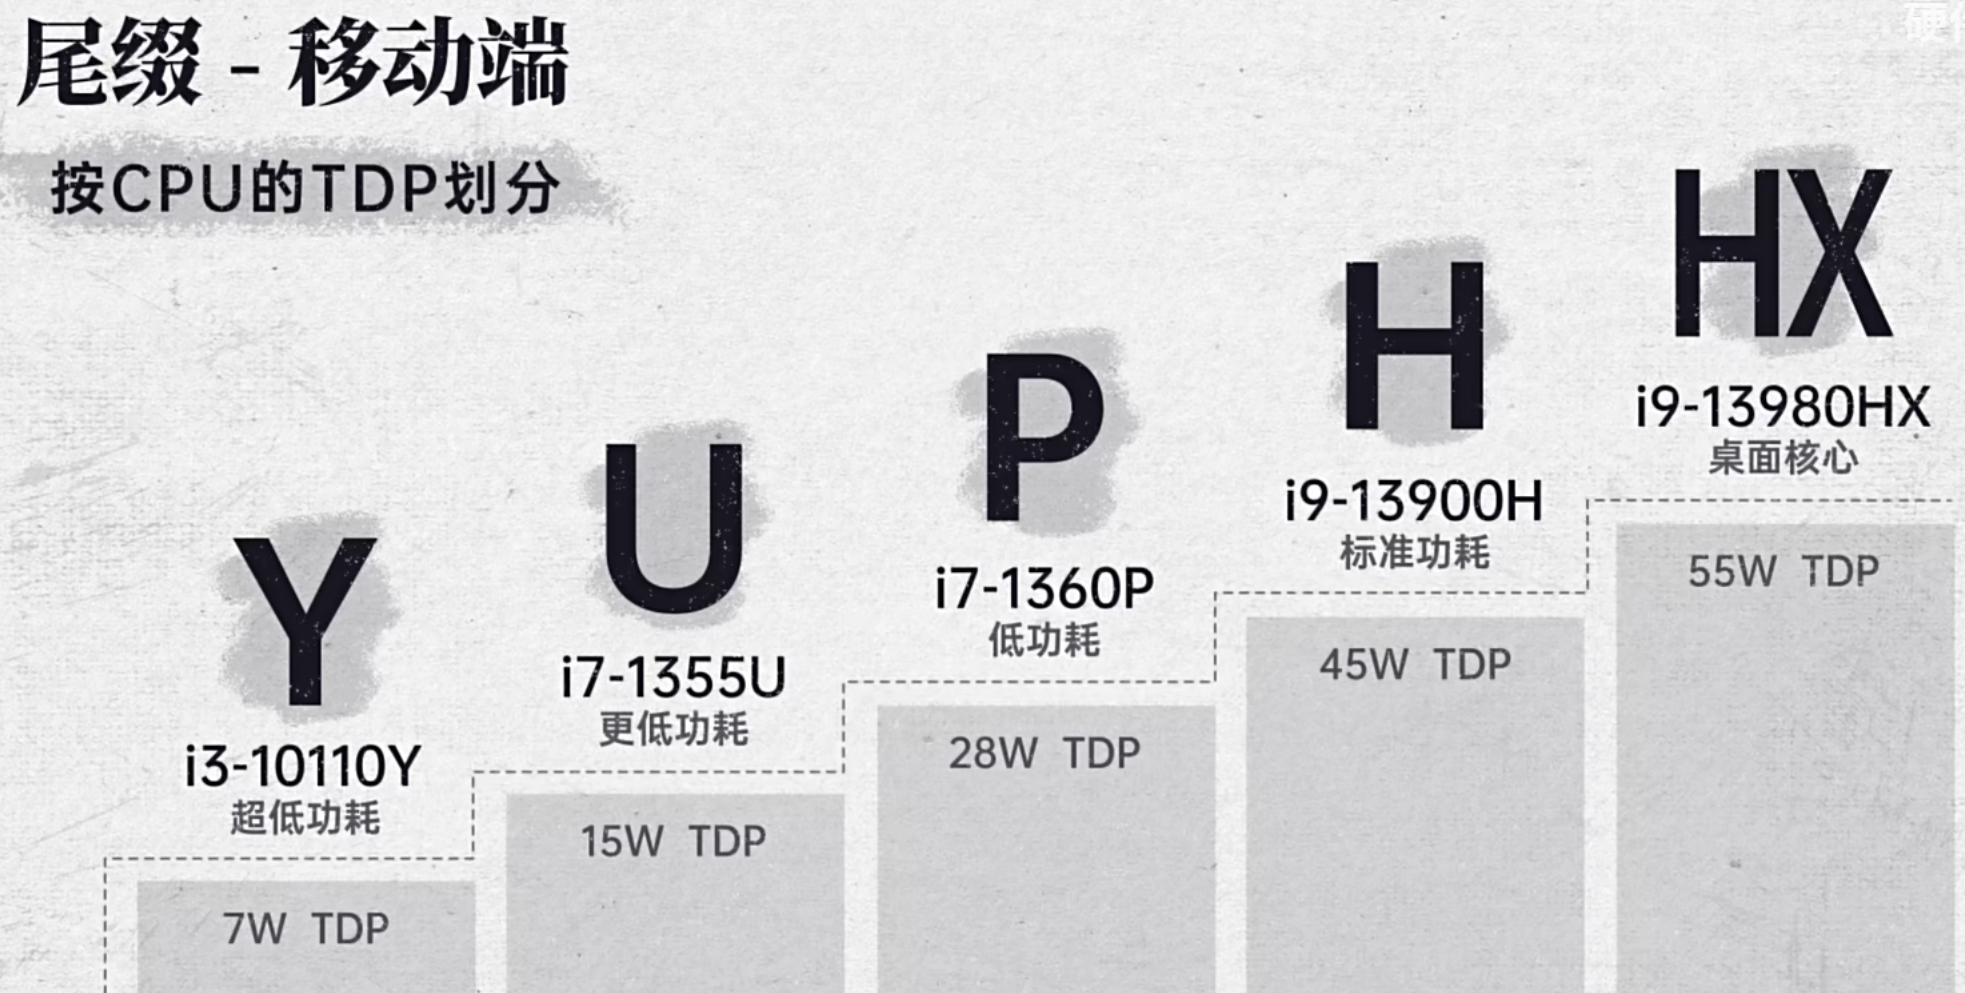 尾缀 - 移动端
按CPU的TDP划分
Y
i3-10110Y
超低功耗
7W TDP
U
i7-1355U
更低功耗
15W TDP
P
i7-1360P
低功耗
28W TDP
H
i9-13900H
标准功耗
45W TDP
HX
i9-13980HX
桌面核心
55W TDP
硬